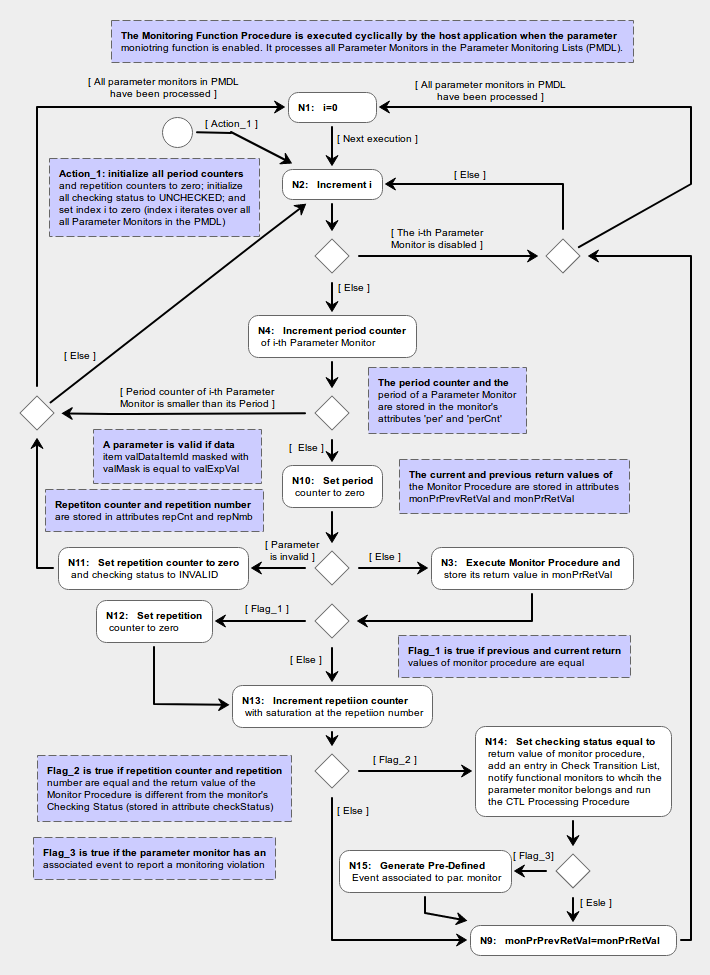 The Monitoring Function Procedure is executed cyclically by the host application when the parameter
moniotring function is enabled. It processes all Parameter Monitors in the Parameter Monitoring Lists (PMDL).
[ All parameter monitors in PMDL
have been processed ]
[ All parameter monitors in PMDL
have been processed ]
N1: i=0
[ Action_1 ]
[ Next execution ]
Action_1: initialize all period counters
and repetition counters to zero; initialize
all checking status to UNCHECKED; and
set index i to zero (index i iterates over all
all Parameter Monitors in the PMDL)
N2: Increment i
[ Else ]
[ The i-th Parameter
Monitor is disabled ]
[ Else ]
N4: Increment period counter
of i-th Parameter Monitor
[ Else ]
[ Period counter of i-th Parameter
Monitor is smaller than its Period ]
The period counter and the
period of a Parameter Monitor
are stored in the monitor's
attributes 'per' and 'perCnt'
A parameter is valid if data
item valDataItemId masked with
valMask is equal to valExpVal
[ Else ]
N10: Set period
counter to zero
The current and previous return values of
the Monitor Procedure are stored in attributes
monPrPrevRetVal and monPrRetVal
Repetiton counter and repetition number
are stored in attributes repCnt and repNmb
[ Parameter
is invalid ]
[ Else ]
N11: Set repetition counter to zero
and checking status to INVALID
N3: Execute Monitor Procedure and
store its return value in monPrRetVal
N12: Set repetition
counter to zero
[ Flag_1 ]
Flag_1 is true if previous and current return
values of monitor procedure are equal
[ Else ]
N13: Increment repetiion counter
with saturation at the repetiion number
N14: Set checking status equal to
return value of monitor procedure,
add an entry in Check Transition List,
notify functional monitors to whcih the
parameter monitor belongs and run
the CTL Processing Procedure
[ Flag_2 ]
Flag_2 is true if repetition counter and repetition
number are equal and the return value of the
Monitor Procedure is different from the monitor's
Checking Status (stored in attribute checkStatus)
[ Else ]
Flag_3 is true if the parameter monitor has an
associated event to report a monitoring violation
[ Flag_3]
N15: Generate Pre-Defined
Event associated to par. monitor
[ Esle ]
N9: monPrPrevRetVal=monPrRetVal